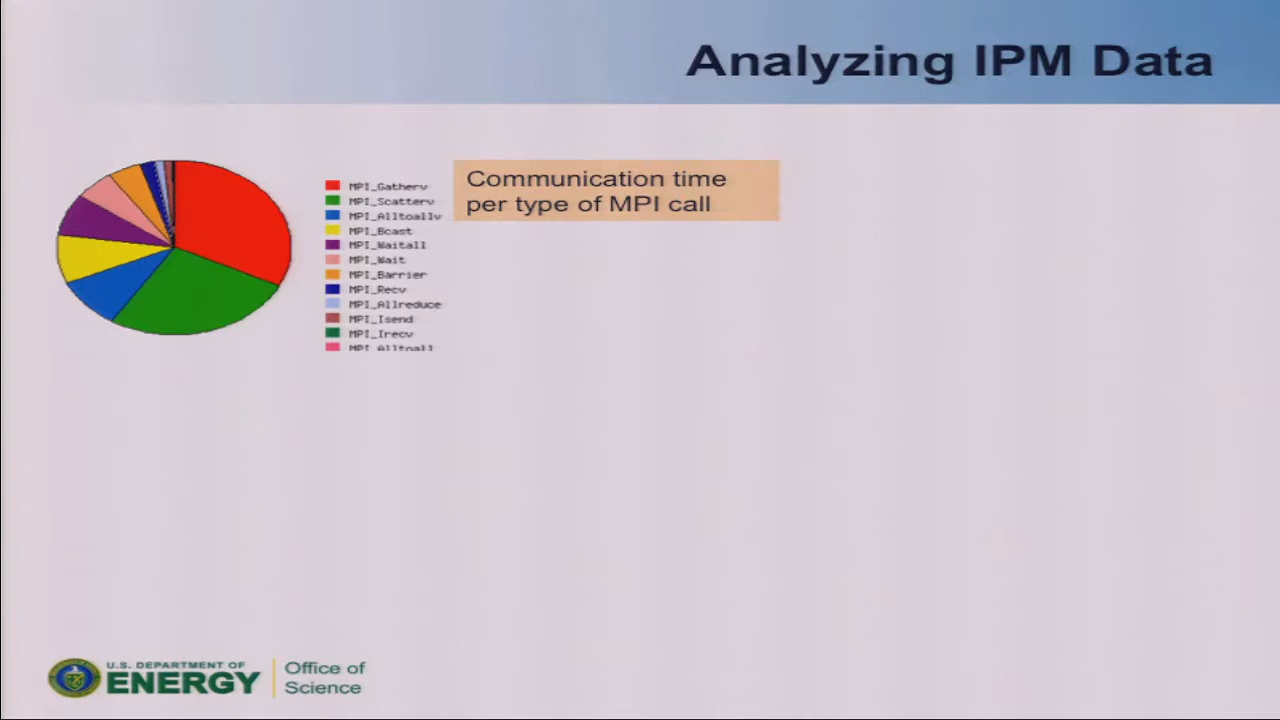 Analyzing IPM Data
MPI_Gatherv
MPI_Scatterv
MPI_Alltoallv
MPI_Bcast
MPI_Waitall
MPI_Wait
MPI_Barrier
MPI_Recv
MPI_Allreduce
MPI_Isend
MPI_Irecv
MPI_Alltoall
Communication time
per type of MPI call
U.S. DEPARTMENT OF
ENERGY
Office of
Science